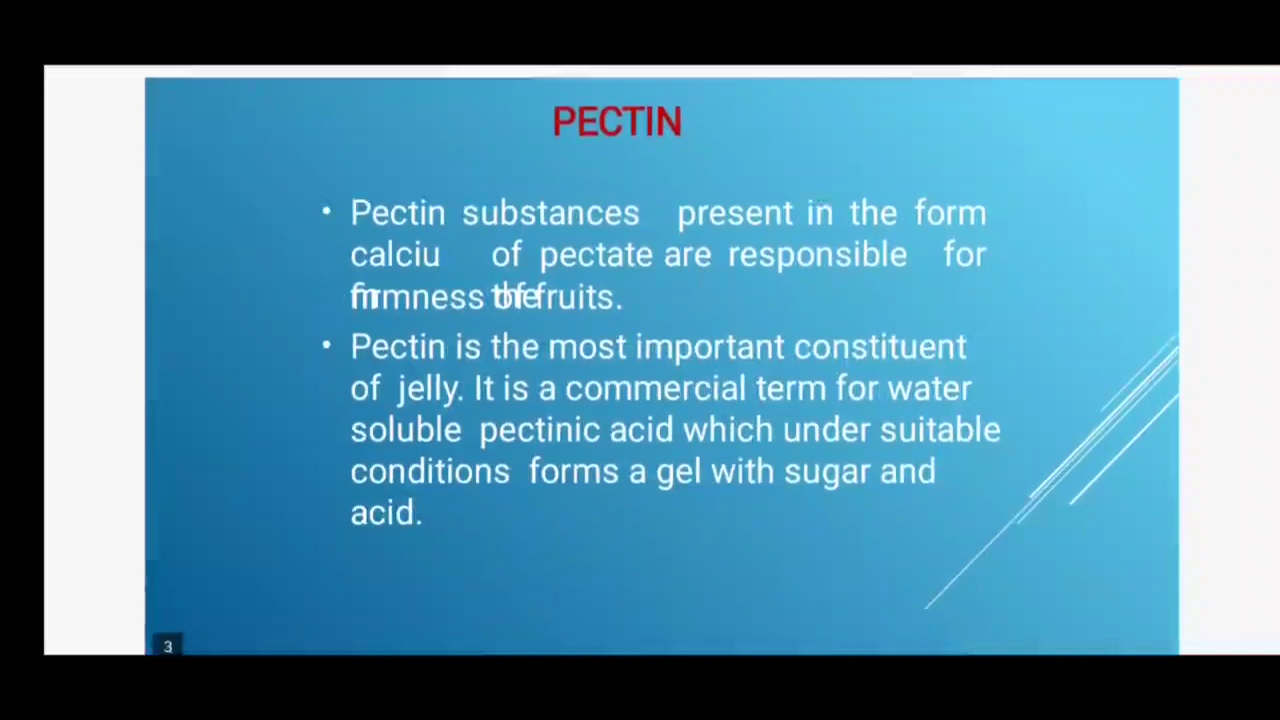 PECTIN
• Pectin substances present in the form
calciu of pectate are responsible for
firmness of fruits.
• Pectin is the most important constituent
of jelly. It is a commercial term for water
soluble pectinic acid which under suitable
conditions forms a gel with sugar and
acid.
3